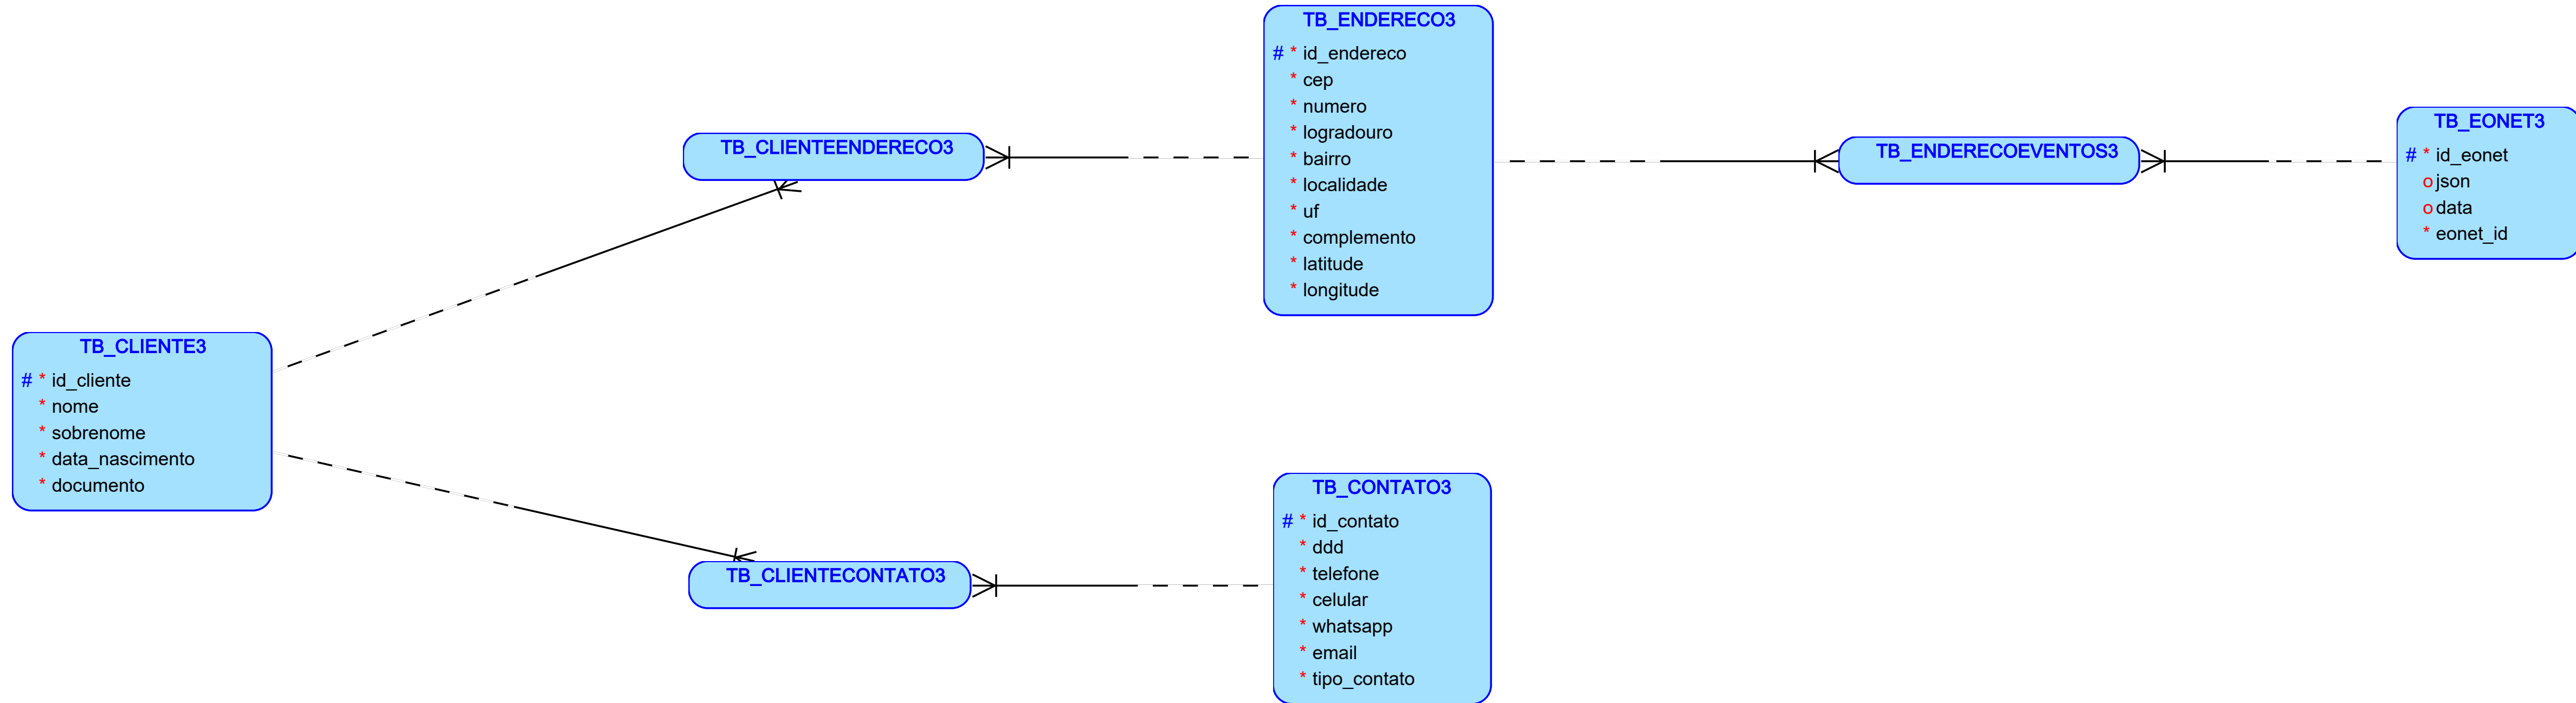 TB_ENDERECO3
# * id_endereco
* cep
* numero
* logradouro
* bairro
* localidade
* uf
* complemento
* latitude
* longitude
TB_EONET3
# * id_eonet
o json
o data
* eonet_id
TB_CLIENTEENDERECO3
TB_ENDERECOEVENTOS3
TB_CLIENTE3
# * id_cliente
* nome
* sobrenome
* data_nascimento
* documento
TB_CONTATO3
# * id_contato
* ddd
* telefone
* celular
* whatsapp
* email
* tipo_contato
TB_CLIENTECONTATO3